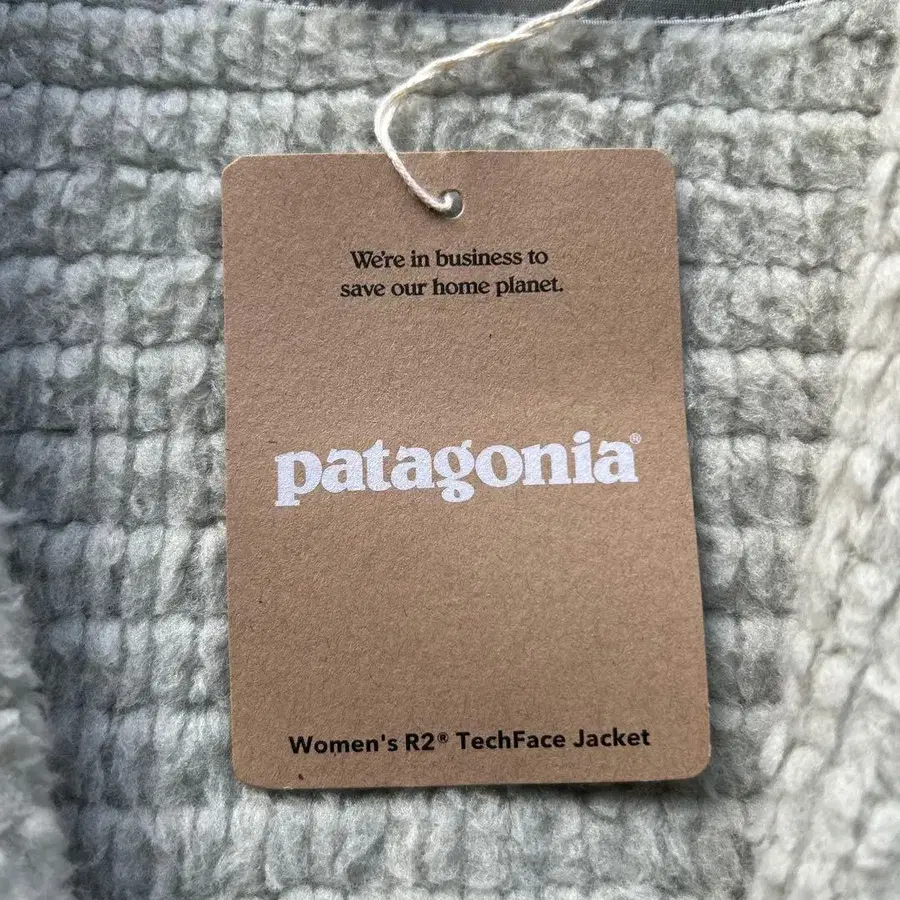 We're in business to
save our home planet.
patagonia®
Women's R2® TechFace Jacket